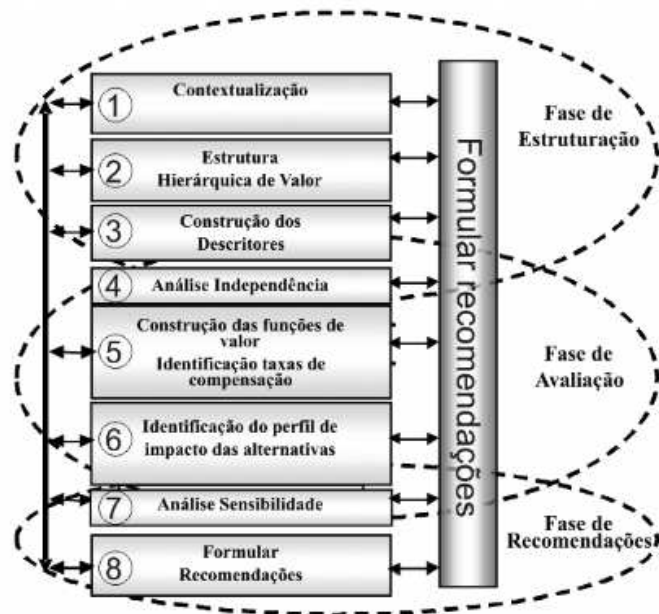 1
Contextualização
2
Estrutura
Hierárquica de Valor
3
Construção dos
Descritores
4
Análise Independência
5
Construção das funções de
valor
Identificação taxas de
compensação
6
Identificação do perfil de
impacto das alternativas
7
Análise Sensibilidade
8
Formular
Recomendações
Formular recomendações
Fase de
Estruturação
Fase de
Avaliação
Fase de
Recomendações